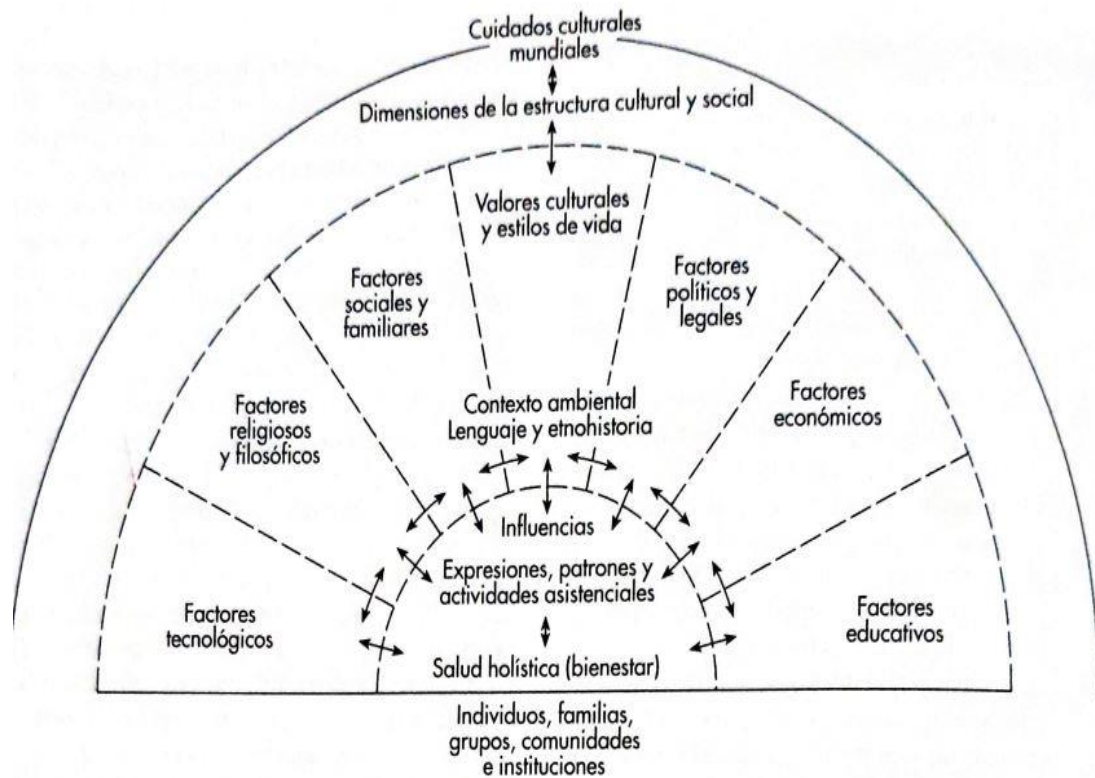 Cuidados culturales
mundiales
Dimensiones de la estructura cultural y social
Valores culturales
y estilos de vida
Factores
sociales y
familiares
Factores
políticos y
legales
Factores
religiosos
y filosóficos
Contexto ambiental
Lenguaje y etnohistoria
Factores
económicos
Influencias
Expresiones, patrones y
actividades asistenciales
Factores
tecnológicos
Factores
educativos
Salud holística (bienestar)
Individuos, familias,
grupos, comunidades
e instituciones